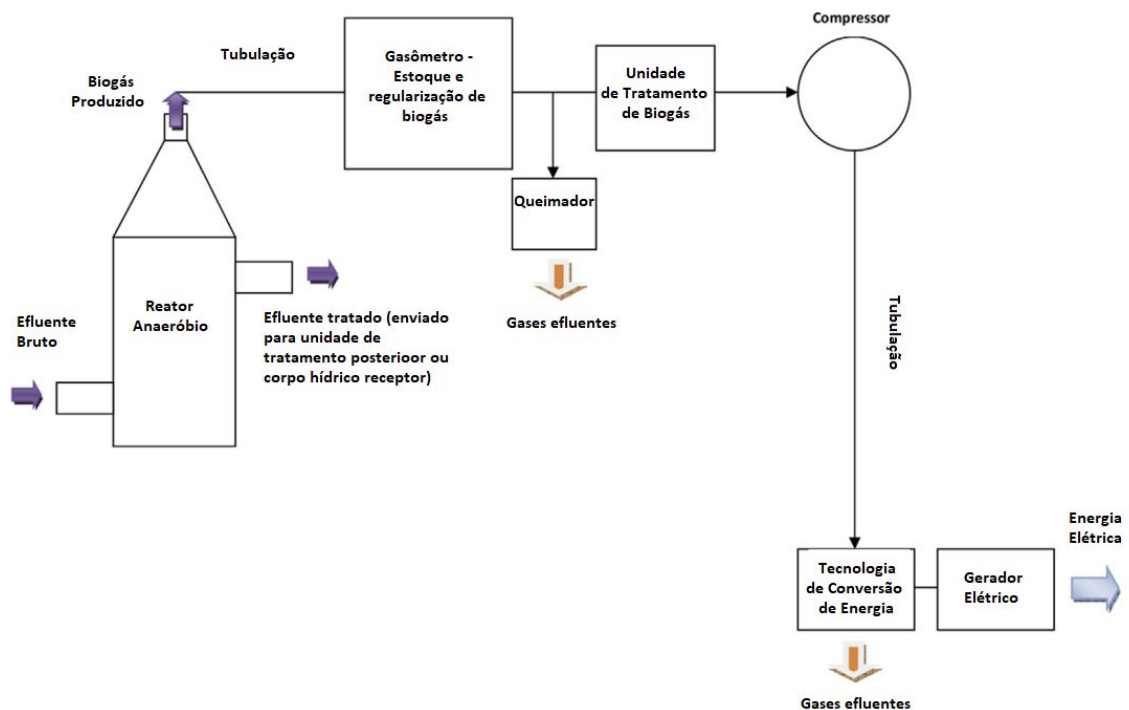 Compressor
Tubulação
Gasômetro -
Estoque e
regularização de
biogás
Unidade
de Tratamento
de Biogás
Biogás
Produzido
Queimador
Gases efluentes
Reator
Anaeróbio
Efluente
Bruto
Efluente tratado (enviado
para unidade de
tratamento posterioor ou
corpo hídrico receptor)
Tubulação
Energia
Elétrica
Tecnologia
de Conversão
de Energia
Gerador
Elétrico
Gases efluentes